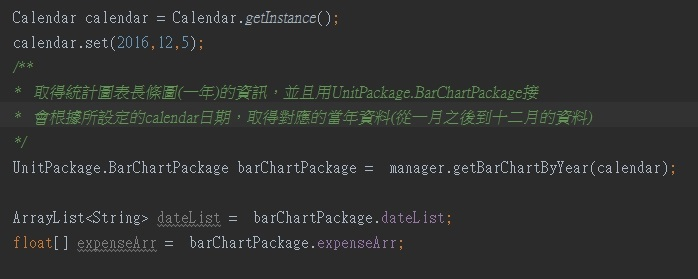 Calendar calendar = Calendar.getInstance();
calendar.set(2016,12,5);
/**
* 取得統計圖表長條圖(一年)的資訊，並且用UnitPackage.BarChartPackage接
* 會根據所設定的calendar日期，取得對應的當年資料(從一月之後到十二月的資料)
*/
UnitPackage.BarChartPackage barChartPackage = manager.getBarChartByYear(calendar);
ArrayList<String> dateList = barChartPackage.dateList;
float[] expenseArr = barChartPackage.expenseArr;